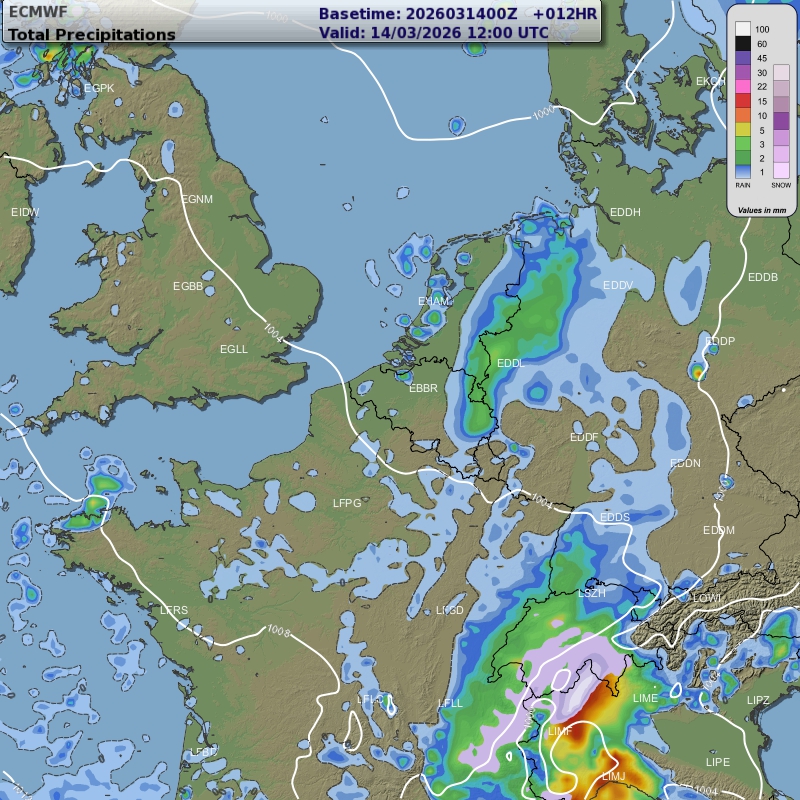 ECMWF
Basetime: 2026031400Z +012HR
Total Precipitations
Valid: 14/03/2026 12:00 UTC
100
60
45
30
22
15
10
5
3
2
1
RAIN
SNOW
Values in mm
1000
EGPK
EKCH
1000
EGNM
EIDW
EDDH
EGBB
EDDV
EDDB
EHAM
1004
EGLL
EDDP
EDDL
EBBR
EDDF
EDDN
LFPG
1004
EDDS
EDDM
LSZH
LOWI
LFRS
LFGD
1008
LFLC
LFLL
LIME
LIPZ
LIMF
LIPE
LIMJ
1004